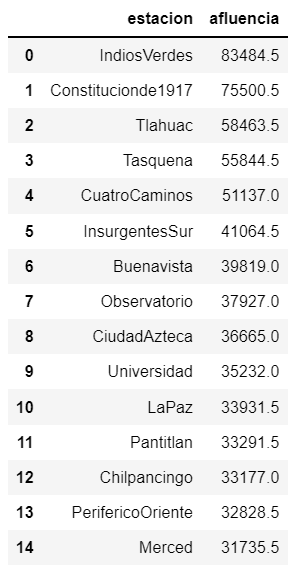 estacion afluencia
0 IndiosVerdes 83484.5
1 Constitucionde1917 75500.5
2 Tlahuac 58463.5
3 Tasquena 55844.5
4 CuatroCaminos 51137.0
5 InsurgentesSur 41064.5
6 Buenavista 39819.0
7 Observatorio 37927.0
8 CiudadAzteca 36665.0
9 Universidad 35232.0
10 LaPaz 33931.5
11 Pantitlan 33291.5
12 Chilpancingo 33177.0
13 PerifericoOriente 32828.5
14 Merced 31735.5